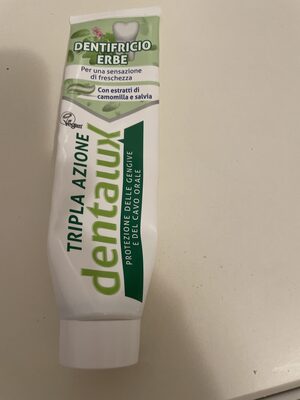 DENTIFRICIO
ERBE
Per una sensazione
di freschezza
Con estratti di
camomilla e salvia
Vegan
TRIPLA AZIONE
dentalux
PROTEZIONE DELLE GENGIVE
E DEL CAVO ORALE